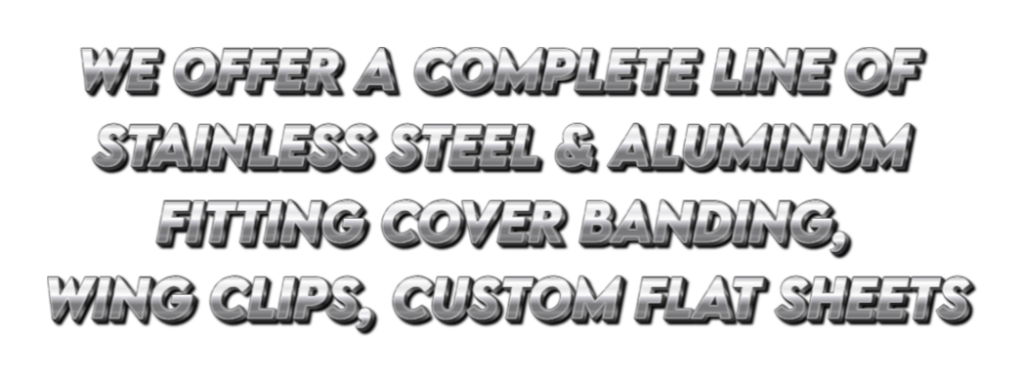 WE OFFER A COMPLETE LINE OF
STAINLESS STEEL & ALUMINUM
FITTING COVER BANDING,
WING CLIPS, CUSTOM FLAT SHEETS